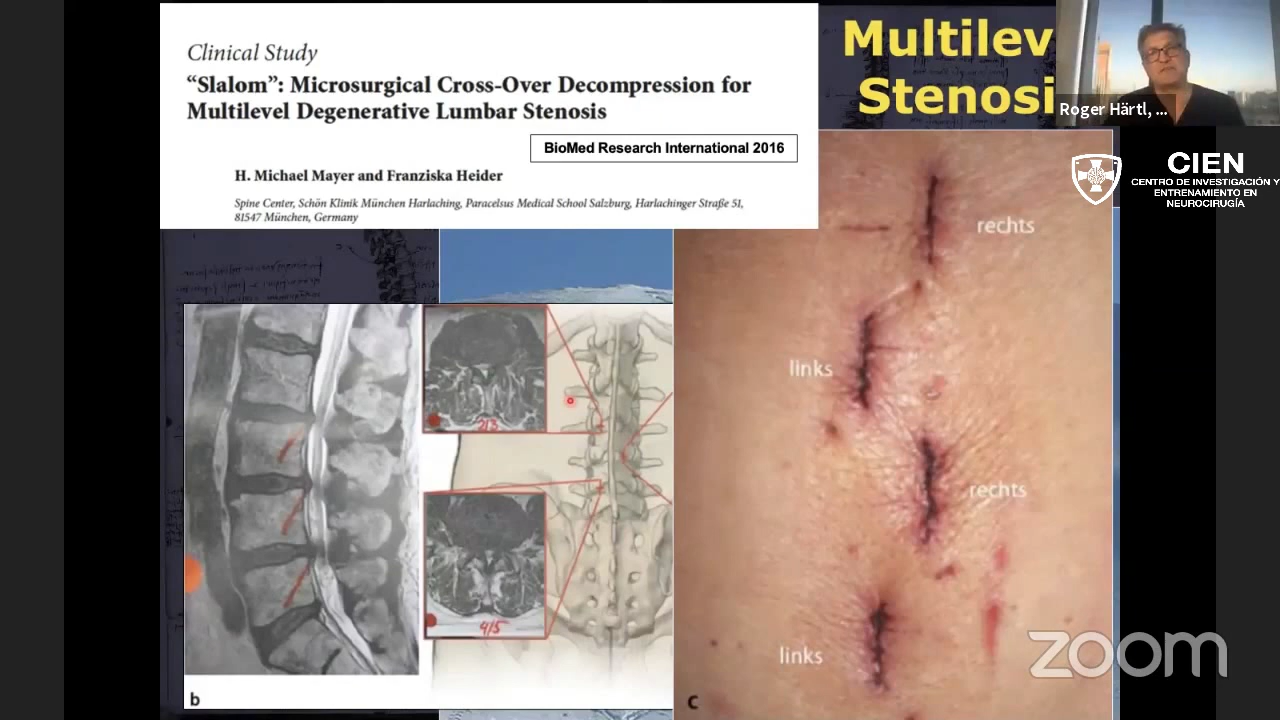 Clinical Study
“Slalom”: Microsurgical Cross-Over Decompression for
Multilevel Degenerative Lumbar Stenosis
BioMed Research International 2016
H. Michael Mayer and Franziska Heider
Spine Center, Schön Klinik München Harlaching, Paracelsus Medical School Salzburg, Harlachinger Straße 51,
81547 München, Germany
Multilev
Stenosi
Roger Härtl, ...
CIEN
CENTRO DE INVESTIGACIÓN Y
ENTRENAMIENTO EN
NEUROCIRUGÍA
rechts
links
rechts
links
2/3
4/5
b
c
zoom